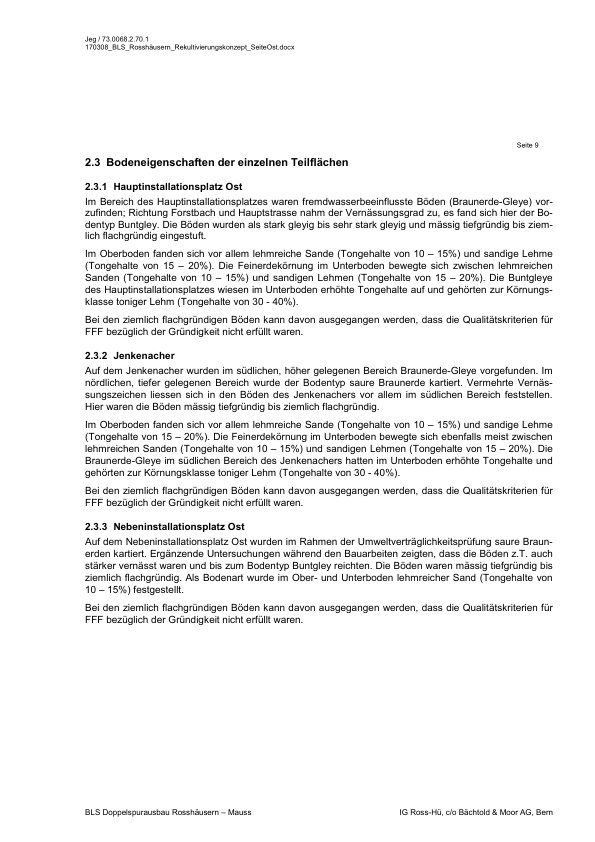 Jeg / 73.0068.2.70.1
170308_BLS_Rosshäusern_Rekultivierungskonzept_SeiteOst.docx
Seite 9
2.3 Bodeneigenschaften der einzelnen Teilflächen
2.3.1 Hauptinstallationsplatz Ost
Im Bereich des Hauptinstallationsplatzes waren fremdwasserbeeinflusste Böden (Braunerde-Gleye) vor-
zufinden; Richtung Forstbach und Hauptstrasse nahm der Vernässungsgrad zu, es fand sich hier der Bo-
dentyp Buntgley. Die Böden wurden als stark gleyig bis sehr stark gleyig und mässig tiefgründig bis ziem-
lich flachgründig eingestuft.
Im Oberboden fanden sich vor allem lehmreiche Sande (Tongehalte von 10 – 15%) und sandige Lehme
(Tongehalte von 15 – 20%). Die Feinerdekörnung im Unterboden bewegte sich zwischen lehmreichen
Sanden (Tongehalte von 10 – 15%) und sandigen Lehmen (Tongehalte von 15 – 20%). Die Buntgleye
des Hauptinstallationsplatzes wiesen im Unterboden erhöhte Tongehalte auf und gehörten zur Körnungs-
klasse toniger Lehm (Tongehalte von 30 - 40%).
Bei den ziemlich flachgründigen Böden kann davon ausgegangen werden, dass die Qualitätskriterien für
FFF bezüglich der Gründigkeit nicht erfüllt waren.
2.3.2 Jenkenacher
Auf dem Jenkenacher wurden im südlichen, höher gelegenen Bereich Braunerde-Gleye vorgefunden. Im
nördlichen, tiefer gelegenen Bereich wurde der Bodentyp saure Braunerde kartiert. Vermehrte Vernäs-
sungszeichen liessen sich in den Böden des Jenkenachers vor allem im südlichen Bereich feststellen.
Hier waren die Böden mässig tiefgründig bis ziemlich flachgründig.
Im Oberboden fanden sich vor allem lehmreiche Sande (Tongehalte von 10 – 15%) und sandige Lehme
(Tongehalte von 15 – 20%). Die Feinerdekörnung im Unterboden bewegte sich ebenfalls meist zwischen
lehmreichen Sanden (Tongehalte von 10 – 15%) und sandigen Lehmen (Tongehalte von 15 – 20%). Die
Braunerde-Gleye im südlichen Bereich des Jenkenachers hatten im Unterboden erhöhte Tongehalte und
gehörten zur Körnungsklasse toniger Lehm (Tongehalte von 30 - 40%).
Bei den ziemlich flachgründigen Böden kann davon ausgegangen werden, dass die Qualitätskriterien für
FFF bezüglich der Gründigkeit nicht erfüllt waren.
2.3.3 Nebeninstallationsplatz Ost
Auf dem Nebeninstallationsplatz Ost wurden im Rahmen der Umweltverträglichkeitsprüfung saure Braun-
erden kartiert. Ergänzende Untersuchungen während den Bauarbeiten zeigten, dass die Böden z.T. auch
stärker vernässt waren und bis zum Bodentyp Buntgley reichten. Die Böden waren mässig tiefgründig bis
ziemlich flachgründig. Als Bodenart wurde im Ober- und Unterboden lehmreicher Sand (Tongehalte von
10 – 15%) festgestellt.
Bei den ziemlich flachgründigen Böden kann davon ausgegangen werden, dass die Qualitätskriterien für
FFF bezüglich der Gründigkeit nicht erfüllt waren.
BLS Doppelspurausbau Rosshäusern – Mauss
IG Ross-Hü, c/o Bächtold & Moor AG, Bern